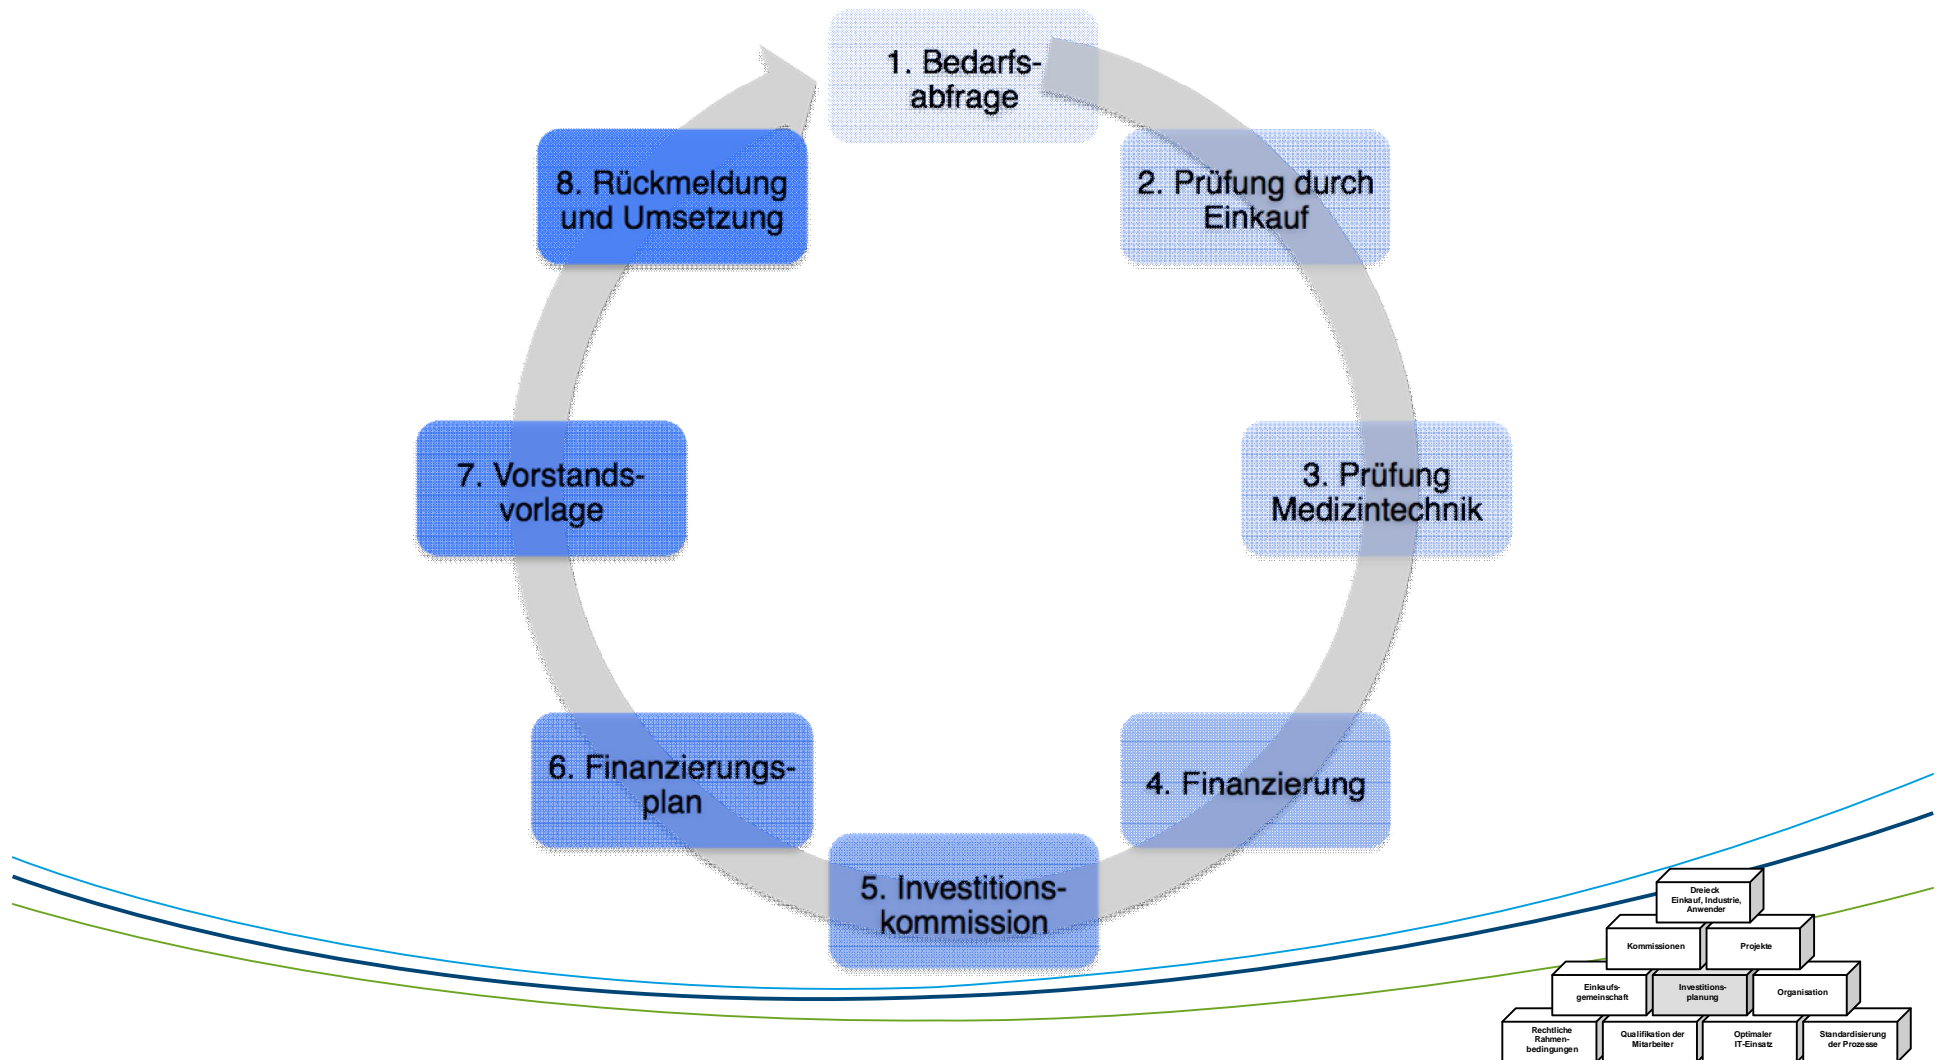 1. Bedarfs-
abfrage
2. Prüfung durch
Einkauf
3. Prüfung
Medizintechnik
4. Finanzierung
5. Investitions-
kommission
6. Finanzierungs-
plan
7. Vorstands-
vorlage
8. Rückmeldung
und Umsetzung
Dreieck
Einkauf, Industrie,
Anwender
Kommissionen
Projekte
Einkaufs-
gemeinschaft
Investitions-
planung
Organisation
Rechtliche
Rahmen-
bedingungen
Qualifikation der
Mitarbeiter
Optimaler
IT-Einsatz
Standardisierung
der Prozesse